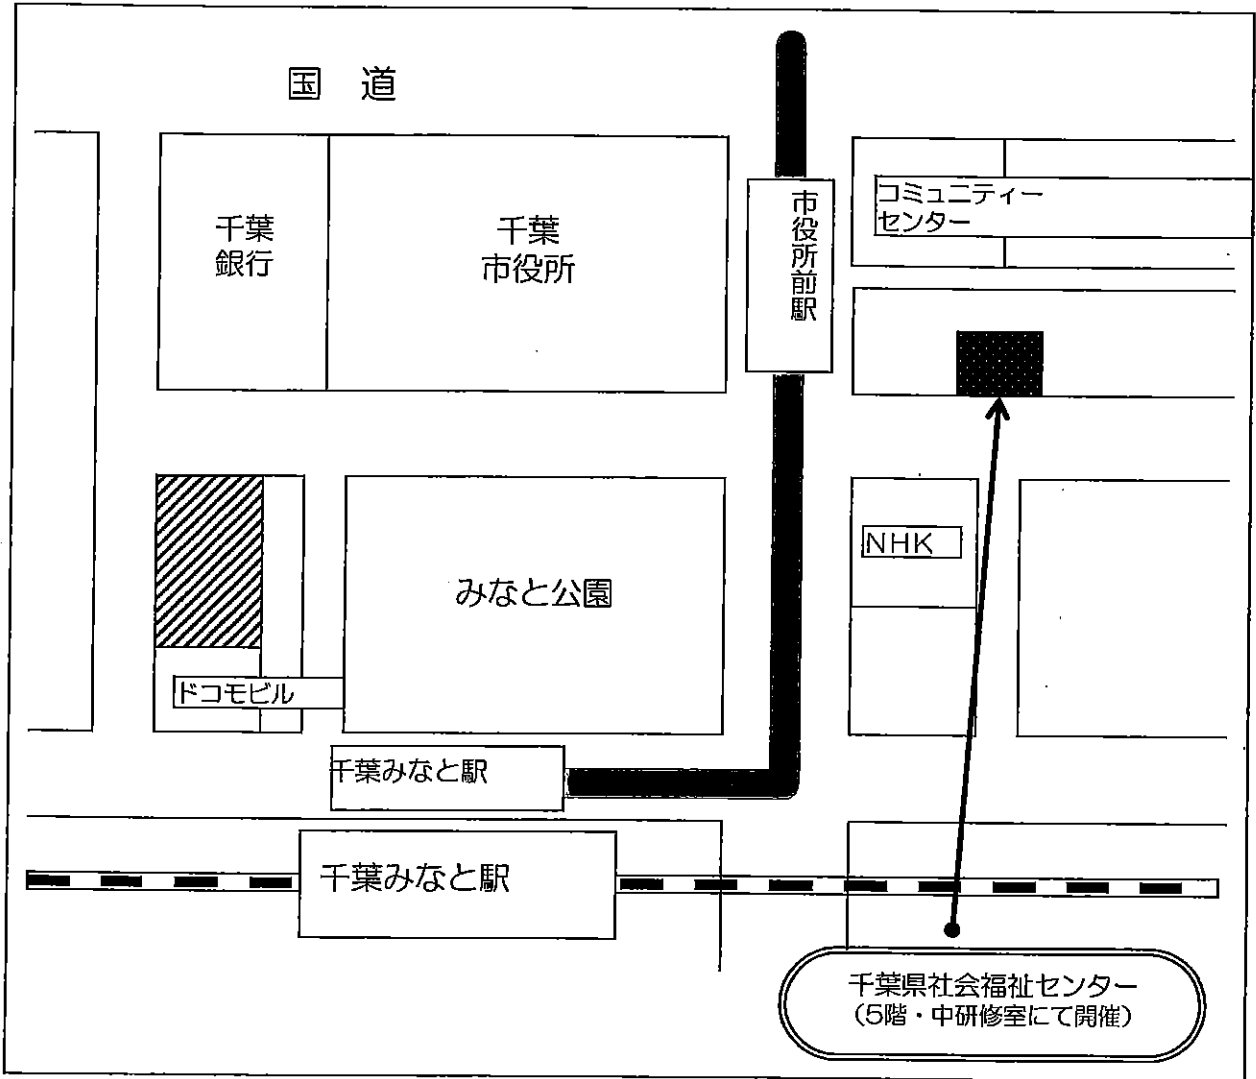 国 道
千葉
銀行
千葉
市役所
市役所前駅
コミュニティー
センター
NHK
みなと公園
ドコモビル
千葉みなと駅
千葉みなと駅
千葉県社会福祉センター
(5階・中研修室にて開催)